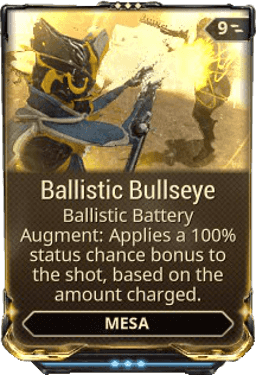 9
Ballistic Bullseye
Ballistic Battery
Augment: Applies a 100%
status chance bonus to
the shot, based on the
amount charged.
MESA